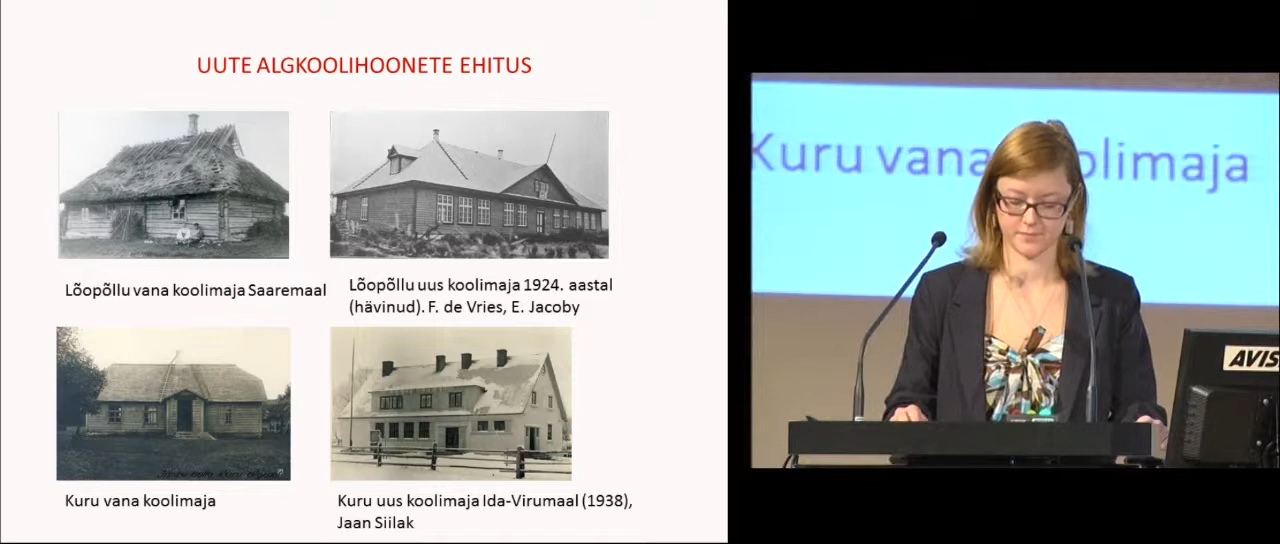 UUTE ALGKOOLIHOONETE EHITUS
Lõopõllu vana koolimaja Saaremaal
Lõopõllu uus koolimaja 1924. aastal
(hävinud). F. de Vries, E. Jacoby
Kuru vana koolimaja
Kuru uus koolimaja Ida-Virumaal (1938),
Jaan Siilak
Kuru vana olimaja
AVIS